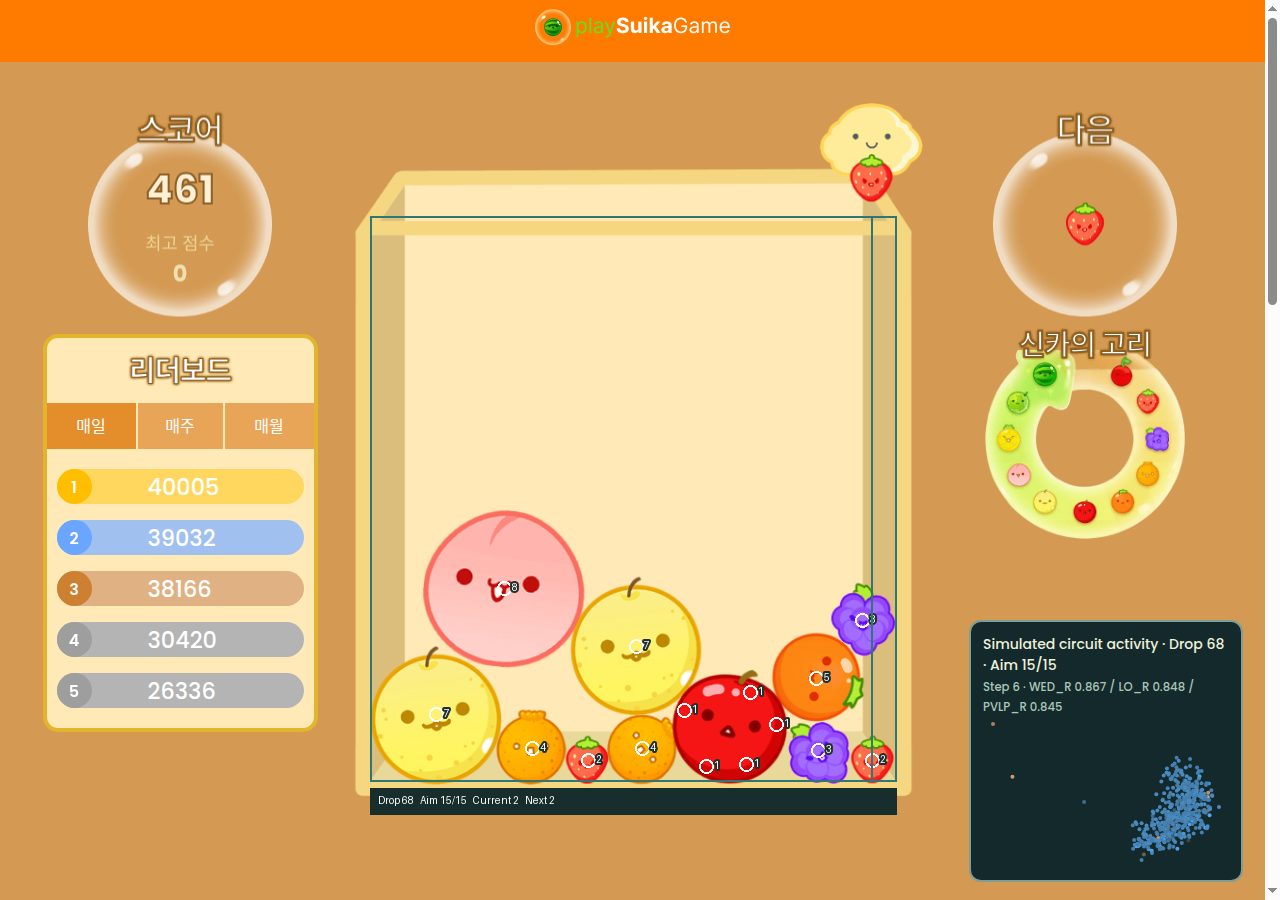 playSuikaGame
스코어
461
최고 점수
0
다음
신카의 고리
리더보드
매일 매주 매월
1 40005
2 39032
3 38166
4 30420
5 26336
8
7
7
3
5
1
1
1
1
1
4
2
4
3
2
Drop 68 Aim 15/15 Current 2 Next 2
Simulated circuit activity · Drop 68
· Aim 15/15
Step 6 · WED_R 0.867 / LO_R 0.848 /
PVLP_R 0.845